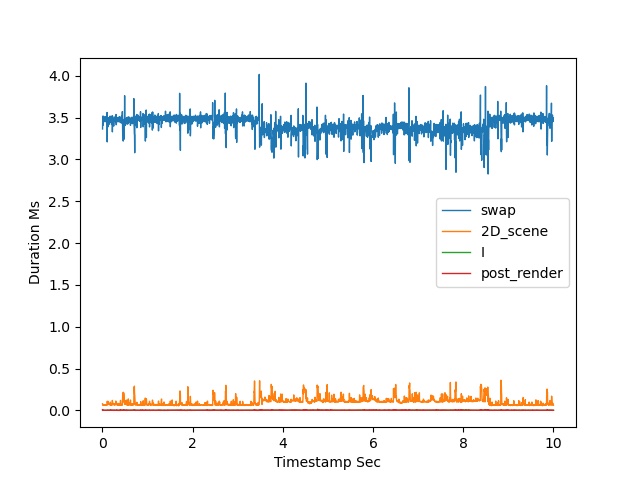 4.0
3.5
3.0
2.5
2.0
1.5
1.0
0.5
0.0
Duration Ms
swap
2D_scene
I
post_render
0 2 4 6 8 10
Timestamp Sec